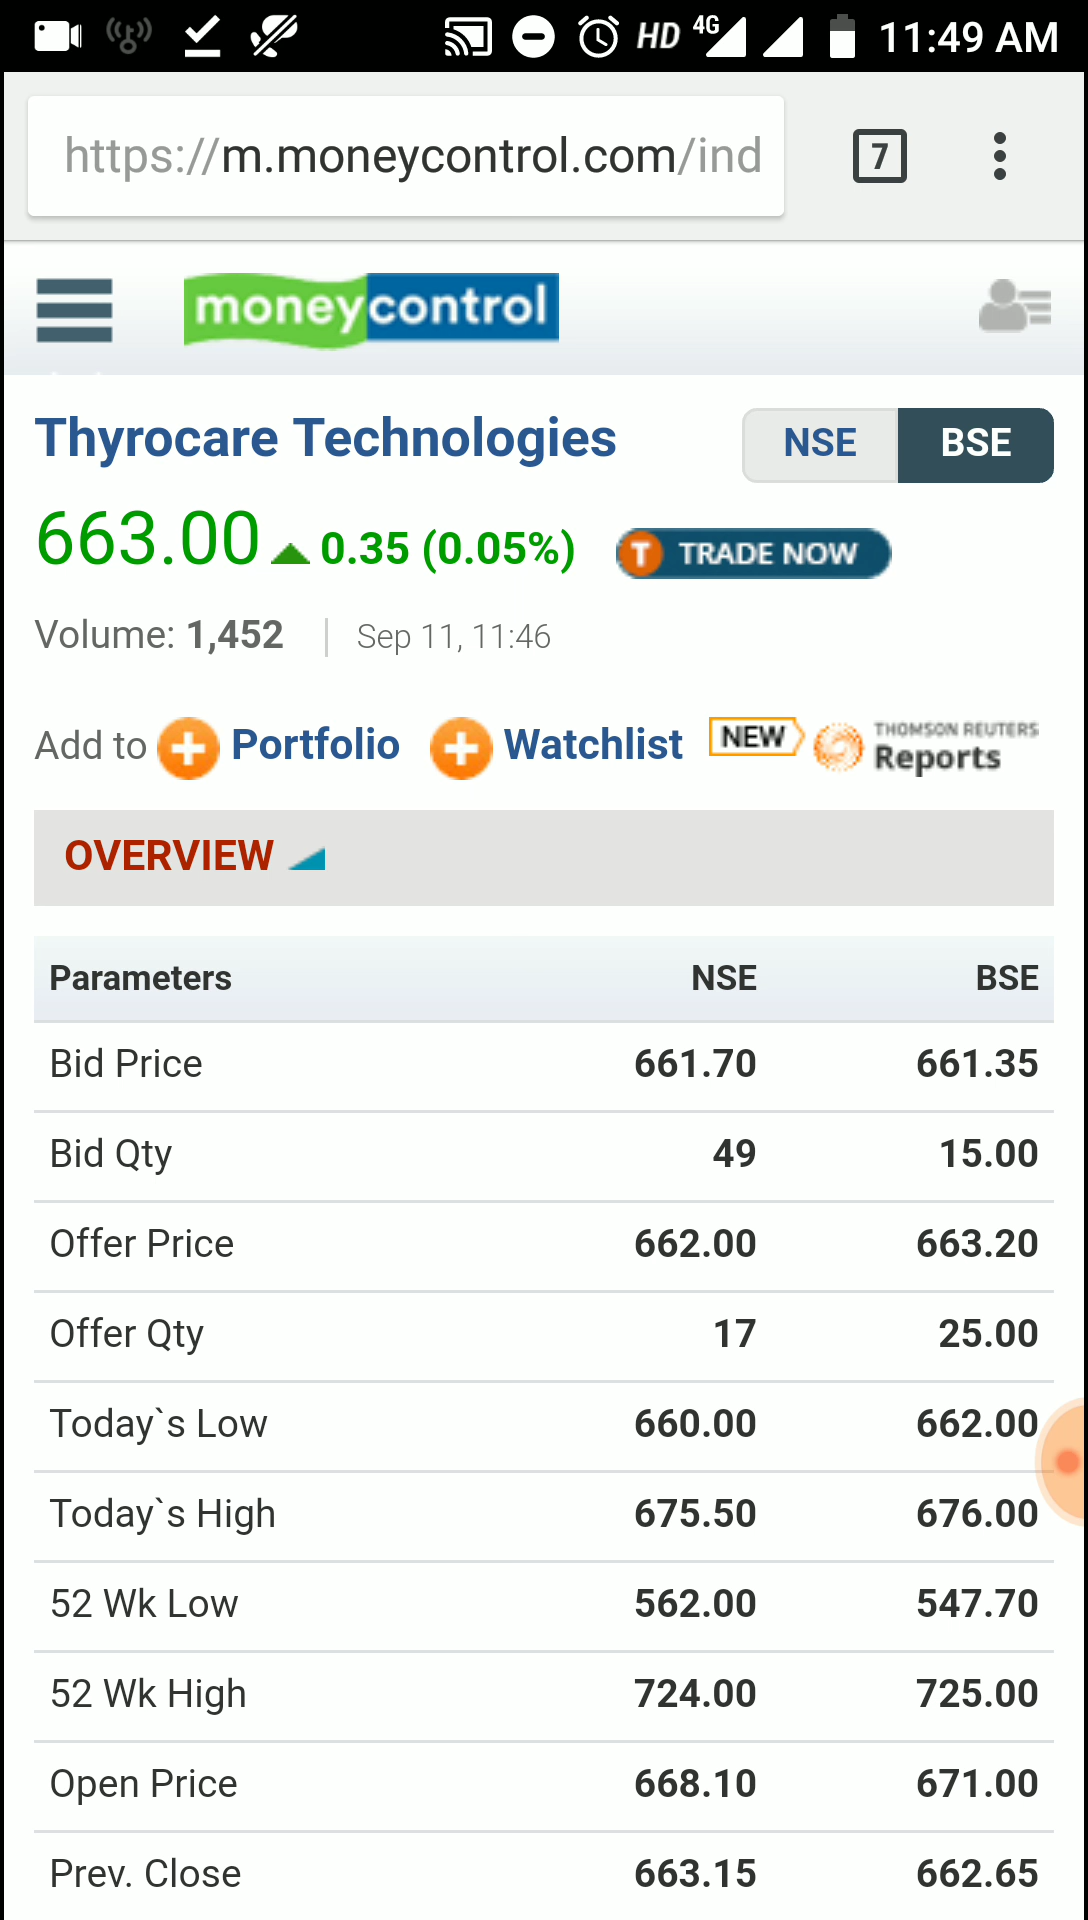 HD 4G 11:49 AM
https://m.moneycontrol.com/ind 7
moneycontrol
Thyrocare Technologies NSE BSE
663.00 0.35 (0.05%) T TRADE NOW
Volume: 1,452 | Sep 11, 11:46
Add to Portfolio Watchlist NEW THOMSON REUTERS Reports
OVERVIEW
Parameters NSE BSE
Bid Price 661.70 661.35
Bid Qty 49 15.00
Offer Price 662.00 663.20
Offer Qty 17 25.00
Today`s Low 660.00 662.00
Today`s High 675.50 676.00
52 Wk Low 562.00 547.70
52 Wk High 724.00 725.00
Open Price 668.10 671.00
Prev. Close 663.15 662.65